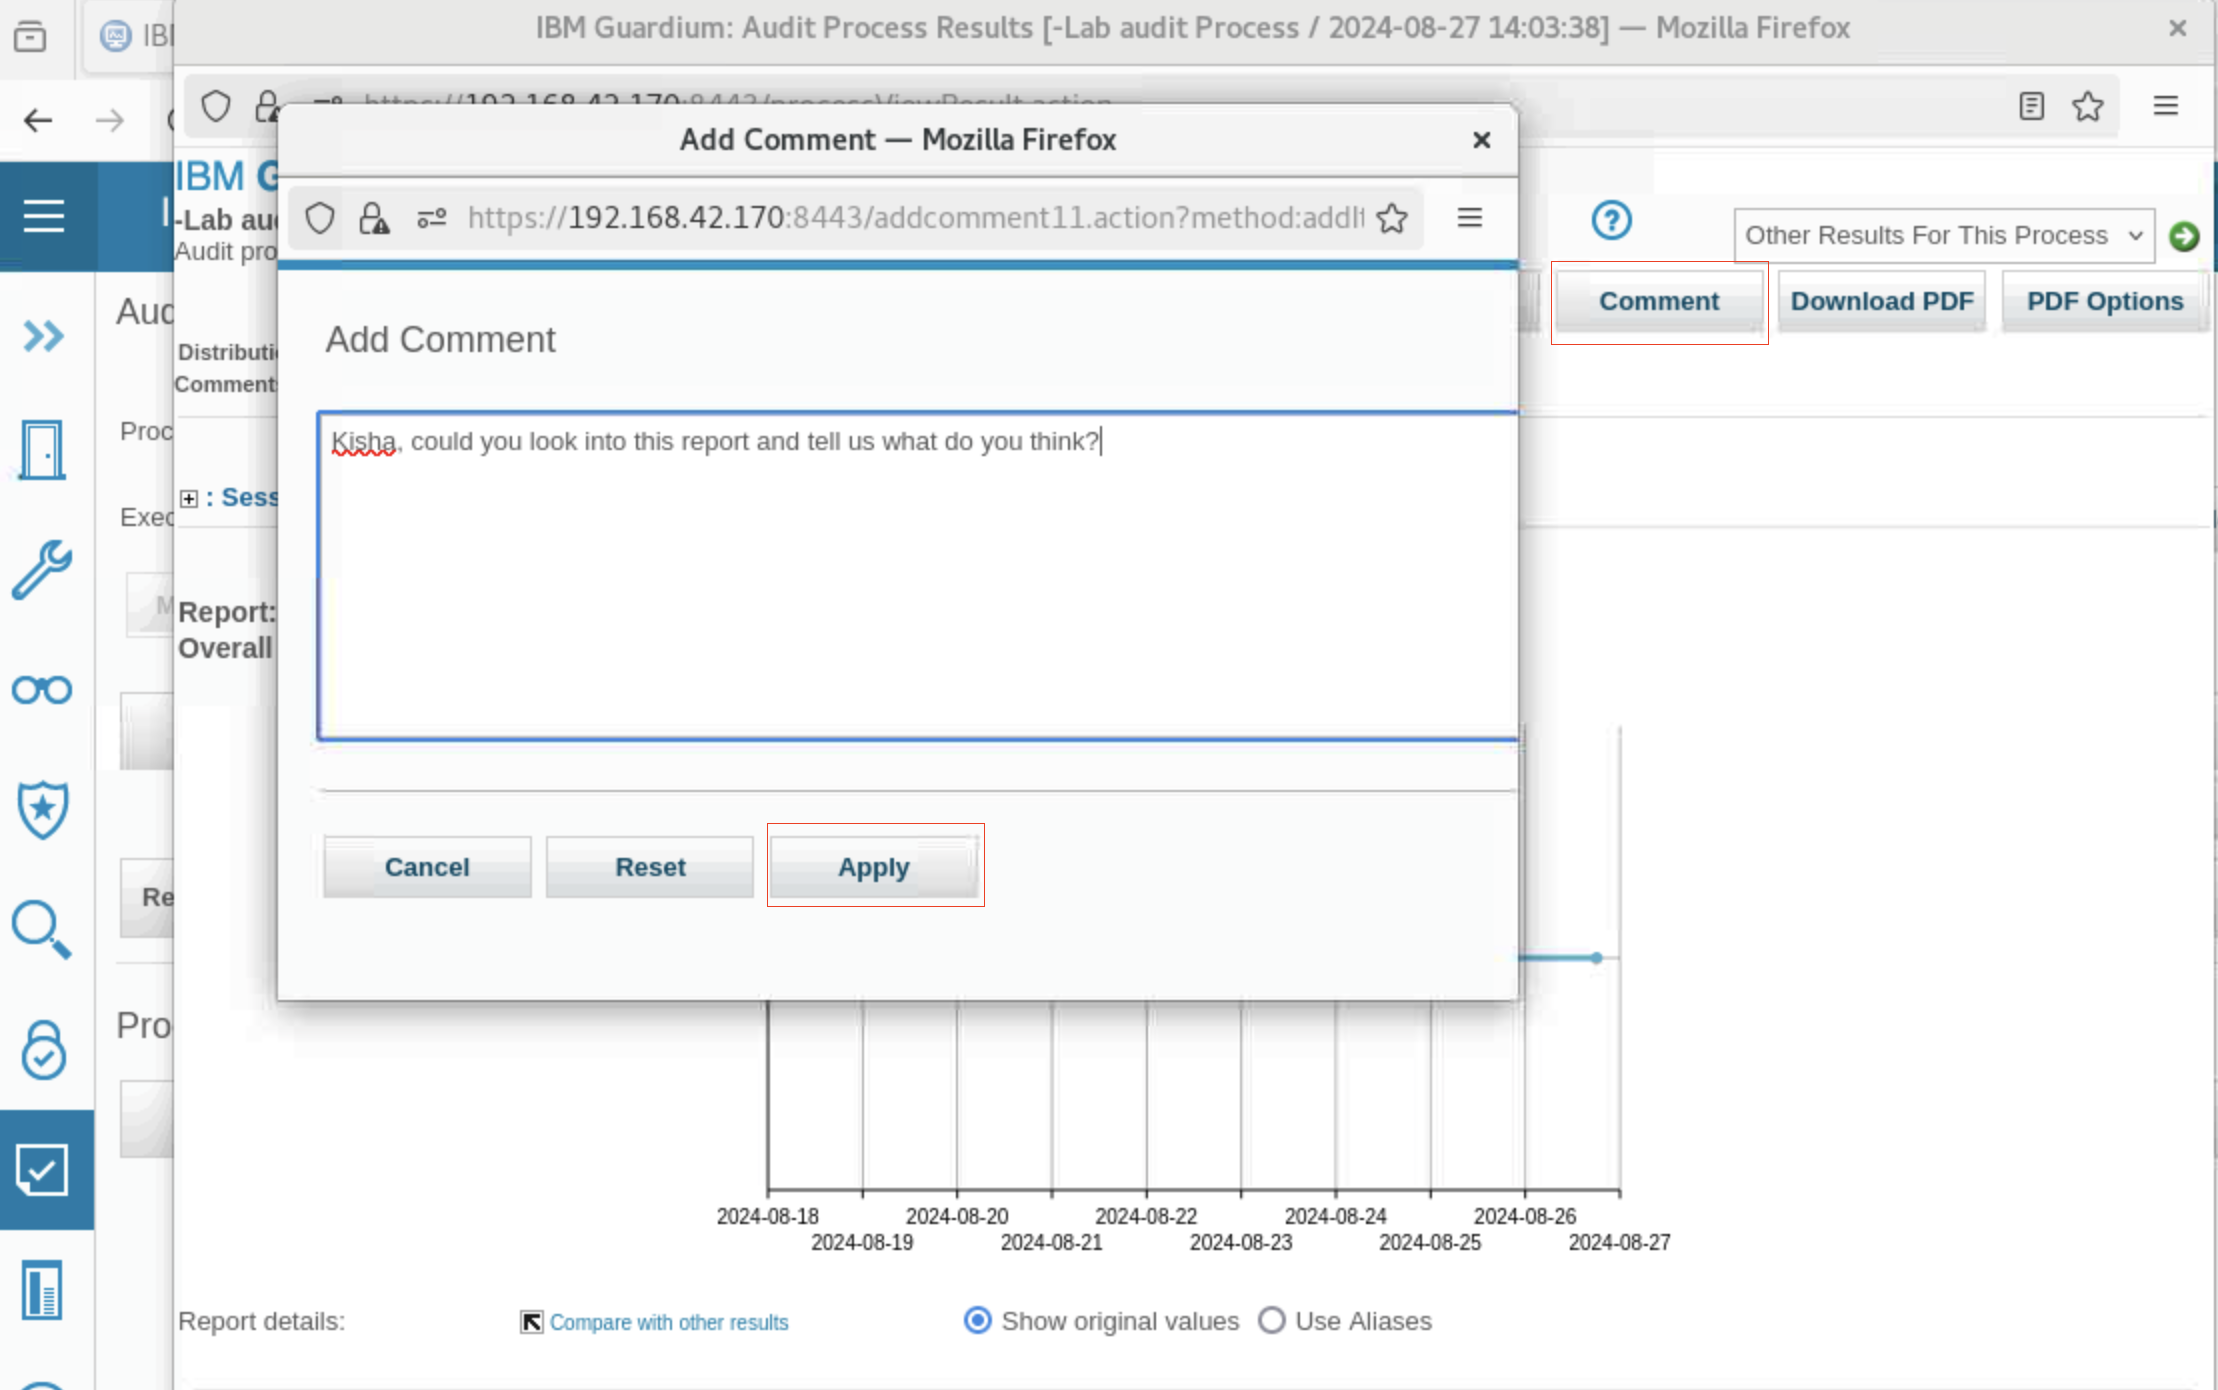 IBM Guardium: Audit Process Results [-Lab audit Process / 2024-08-27 14:03:38] — Mozilla Firefox
https://192.168.42.170:8443/processViewResult.action
Add Comment — Mozilla Firefox
https://192.168.42.170:8443/addcomment11.action?method:addIt
IBM G
-Lab auc
Audit pro
Other Results For This Process
Comment
Download PDF
PDF Options
Aud
Add Comment
Distributi
Comment
Proc
Kisha, could you look into this report and tell us what do you think?
: Sess
Exec
M
Report:
Overall
Cancel
Reset
Apply
Re
Pro
2024-08-18
2024-08-20
2024-08-22
2024-08-24
2024-08-26
2024-08-19
2024-08-21
2024-08-23
2024-08-25
2024-08-27
Report details:
Compare with other results
Show original values
Use Aliases